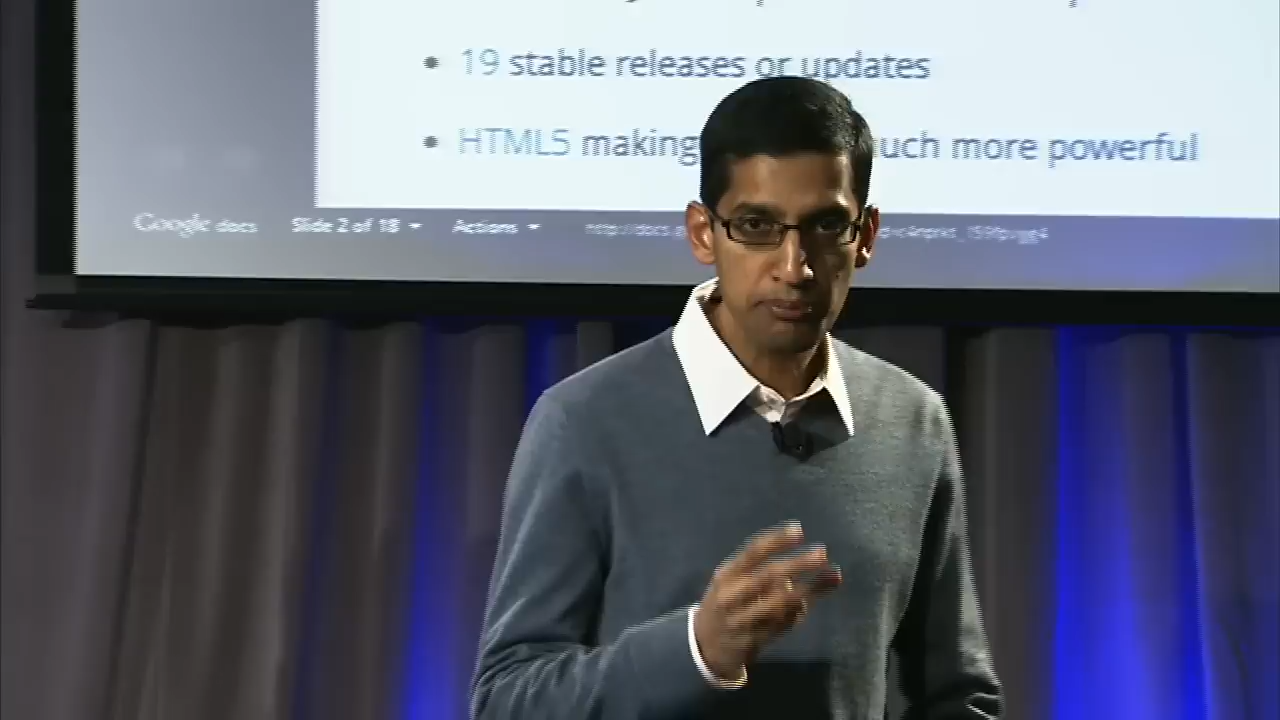 19 stable releases or updates
HTML5 making uch more powerful
Google docs Slide 2 of 18 Actions